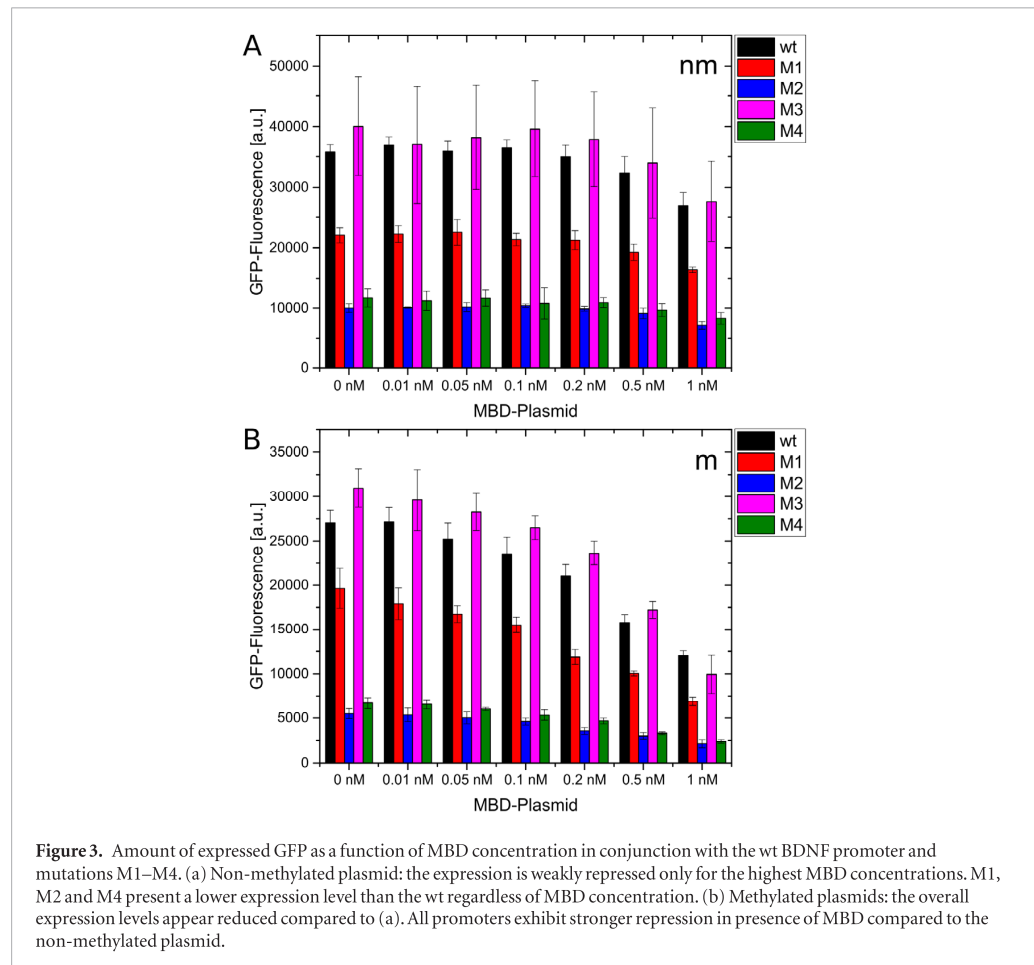 A
nm
wt
M1
M2
M3
M4
GFP-Fluorescence [a.u.]
50000
40000
30000
20000
10000
0
0 nM 0.01 nM 0.05 nM 0.1 nM 0.2 nM 0.5 nM 1 nM
MBD-Plasmid
B
m
wt
M1
M2
M3
M4
GFP-Fluorescence [a.u.]
35000
30000
25000
20000
15000
10000
5000
0
0 nM 0.01 nM 0.05 nM 0.1 nM 0.2 nM 0.5 nM 1 nM
MBD-Plasmid
Figure 3. Amount of expressed GFP as a function of MBD concentration in conjunction with the wt BDNF promoter and
mutations M1–M4. (a) Non-methylated plasmid: the expression is weakly repressed only for the highest MBD concentrations. M1,
M2 and M4 present a lower expression level than the wt regardless of MBD concentration. (b) Methylated plasmids: the overall
expression levels appear reduced compared to (a). All promoters exhibit stronger repression in presence of MBD compared to the
non-methylated plasmid.